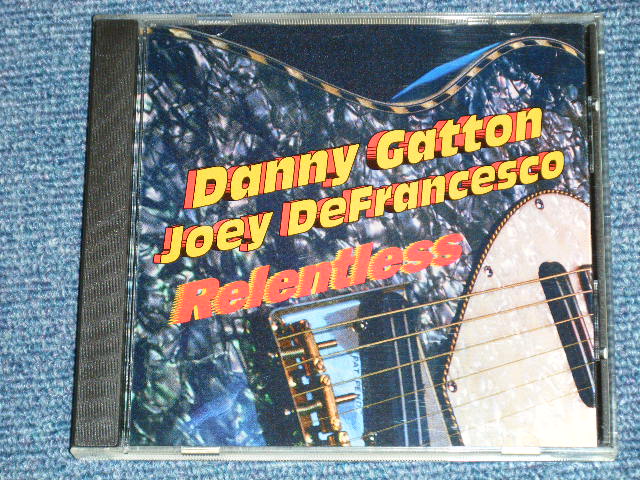 Danny Gatton
Joey DeFrancesco
Relentless